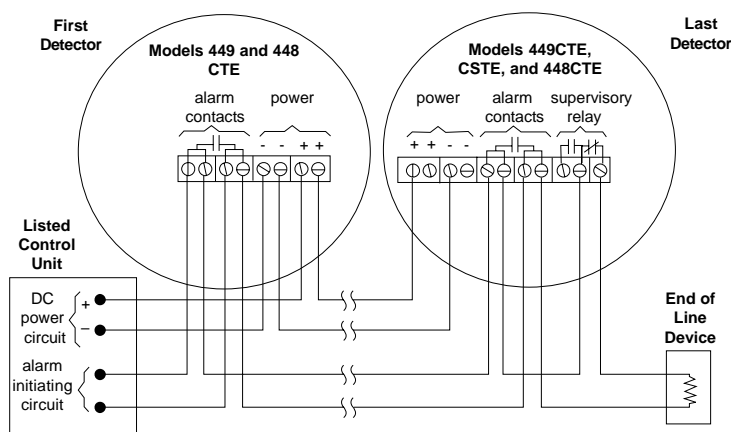 First
Detector
Models 449 and 448
CTE
alarm
contacts
power
- - + +
Last
Detector
Models 449CTE,
CSTE, and 448CTE
power
alarm
contacts
supervisory
relay
+ + - -
Listed
Control
Unit
DC
power
circuit
+
–
alarm
initiating
circuit
End of
Line
Device